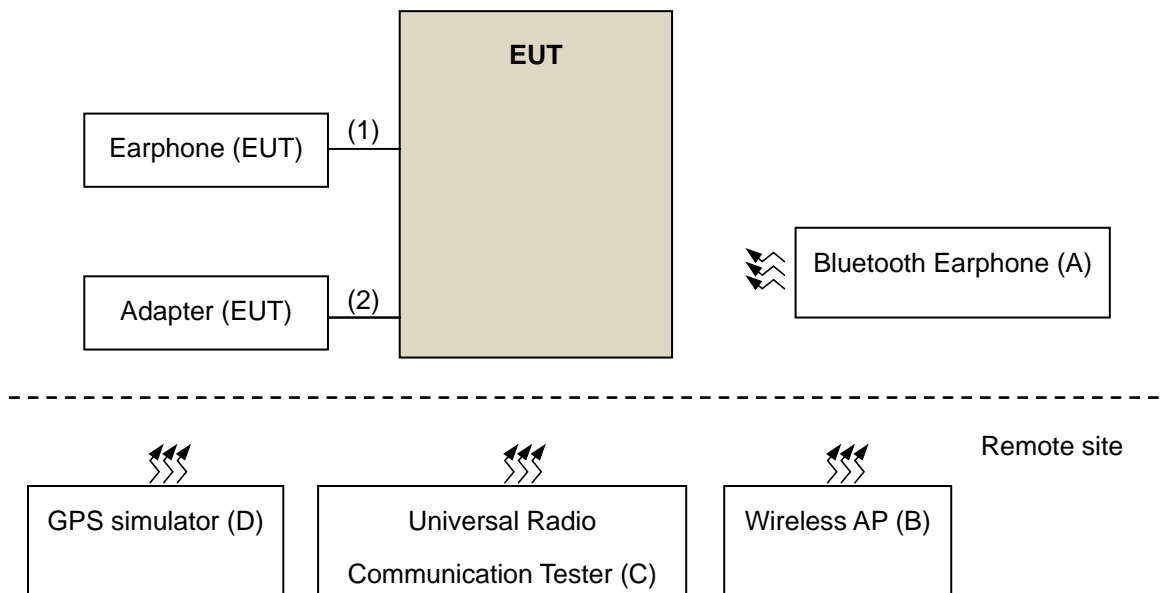 EUT
(1)
Earphone (EUT)
Bluetooth Earphone (A)
(2)
Adapter (EUT)
Remote site
GPS simulator (D)
Universal Radio
Communication Tester (C)
Wireless AP (B)